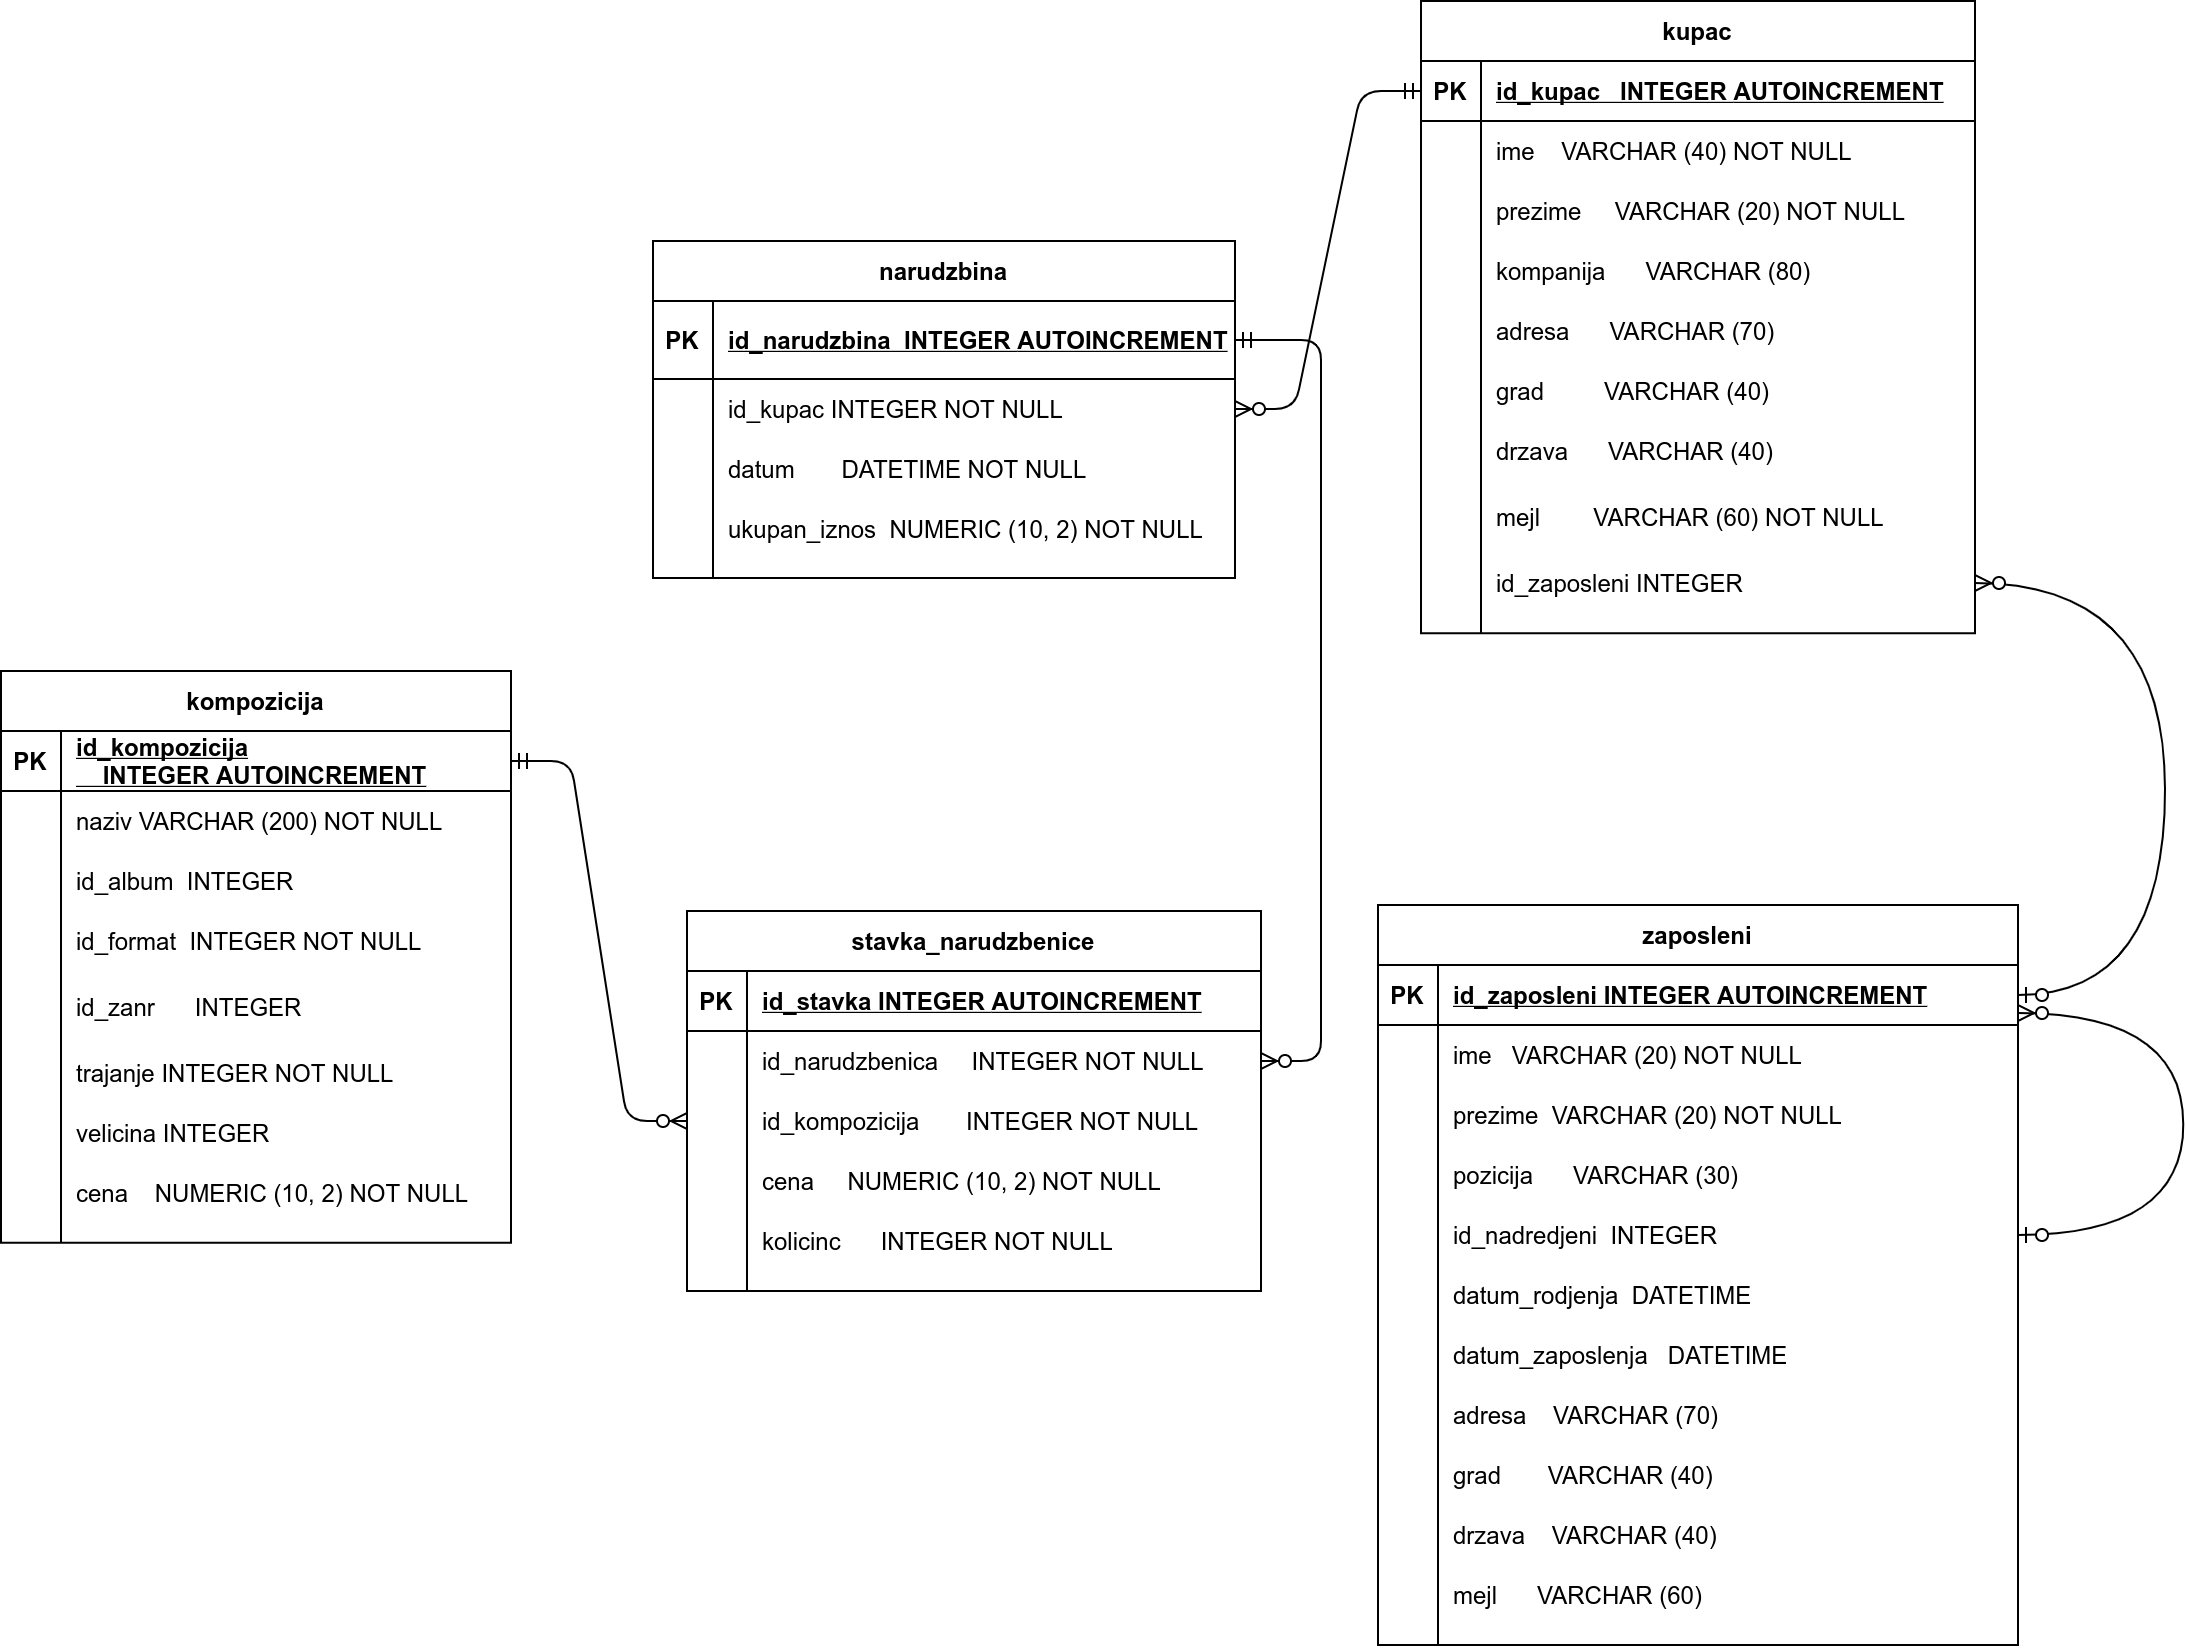 kupac
PK id_kupac INTEGER AUTOINCREMENT
ime VARCHAR (40) NOT NULL
prezime VARCHAR (20) NOT NULL
kompanija VARCHAR (80)
adresa VARCHAR (70)
grad VARCHAR (40)
drzava VARCHAR (40)
mejl VARCHAR (60) NOT NULL
id_zaposleni INTEGER
narudzbina
PK id_narudzbina INTEGER AUTOINCREMENT
id_kupac INTEGER NOT NULL
datum DATETIME NOT NULL
ukupan_iznos NUMERIC (10, 2) NOT NULL
kompozicija
PK id_kompozicija
INTEGER AUTOINCREMENT
naziv VARCHAR (200) NOT NULL
id_album INTEGER
id_format INTEGER NOT NULL
id_zanr INTEGER
trajanje INTEGER NOT NULL
velicina INTEGER
cena NUMERIC (10, 2) NOT NULL
stavka_narudzbenice
PK id_stavka INTEGER AUTOINCREMENT
id_narudzbenica INTEGER NOT NULL
id_kompozicija INTEGER NOT NULL
cena NUMERIC (10, 2) NOT NULL
kolicinc INTEGER NOT NULL
zaposleni
PK id_zaposleni INTEGER AUTOINCREMENT
ime VARCHAR (20) NOT NULL
prezime VARCHAR (20) NOT NULL
pozicija VARCHAR (30)
id_nadredjeni INTEGER
datum_rodjenja DATETIME
datum_zaposlenja DATETIME
adresa VARCHAR (70)
grad VARCHAR (40)
drzava VARCHAR (40)
mejl VARCHAR (60)